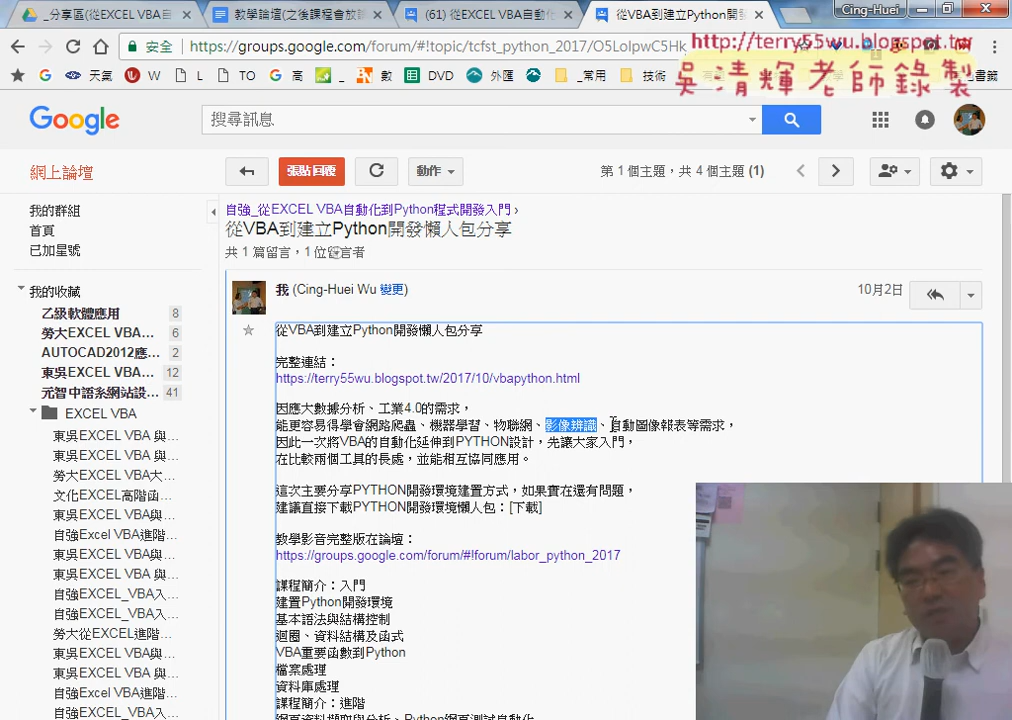 _分享區(從EXCEL VBA自
教學論壇(之後課程會放
(61) 從EXCEL VBA自動化
從VBA到建立Python開發
Cing-Huei
安全 https://groups.google.com/forum/#!topic/tcfst_python_2017/O5LoIpwC5Hk
http://terry55wu.blogspot.tw
天氣 W L TO 高 _ 數 DVD 外匯 _常用 技術
吳清輝老師錄製
Google 搜尋訊息
網上論壇 張貼回覆 動作 第 1 個主題，共 4 個主題 (1)
我的群組
首頁
已加星號
我的收藏
乙級軟體應用 8
勞大EXCEL VBA... 6
AUTOCAD2012應... 2
東吳EXCEL VBA... 12
元智中語系網站設... 41
EXCEL VBA
東吳EXCEL VBA 與...
東吳EXCEL VBA 與...
勞大EXCEL VBA大...
文化EXCEL高階函...
東吳EXCEL VBA與...
自強Excel VBA進階...
東吳EXCEL VBA與...
東吳EXCEL VBA 與...
自強EXCEL_VBA入...
自強EXCEL_VBA入...
勞大從EXCEL進階...
東吳EXCEL VBA 與...
東吳EXCEL VBA 與...
自強Excel VBA進階...
自強EXCEL_VBA入...
自強_從EXCEL VBA自動化到Python程式開發入門 ›
從VBA到建立Python開發懶人包分享
共 1 篇留言，1 位留言者
我 (Cing-Huei Wu 變更)
10月2日
從VBA到建立Python開發懶人包分享
完整連結：
https://terry55wu.blogspot.tw/2017/10/vbapython.html
因應大數據分析、工業4.0的需求，
能更容易得學會網路爬蟲、機器學習、物聯網、影像辨識、自動圖像報表等需求，
因此一次將VBA的自動化延伸到PYTHON設計，先讓大家入門，
在比較兩個工具的長處，並能相互協同應用。
這次主要分享PYTHON開發環境建置方式，如果實在還有問題，
建議直接下載PYTHON開發環境懶人包：[下載]
教學影音完整版在論壇：
https://groups.google.com/forum/#!forum/labor_python_2017
課程簡介：入門
建置Python開發環境
基本語法與結構控制
迴圈、資料結構及函式
VBA重要函數到Python
檔案處理
資料庫處理
課程簡介：進階
網頁資料擷取與分析、Python網頁測試自動化